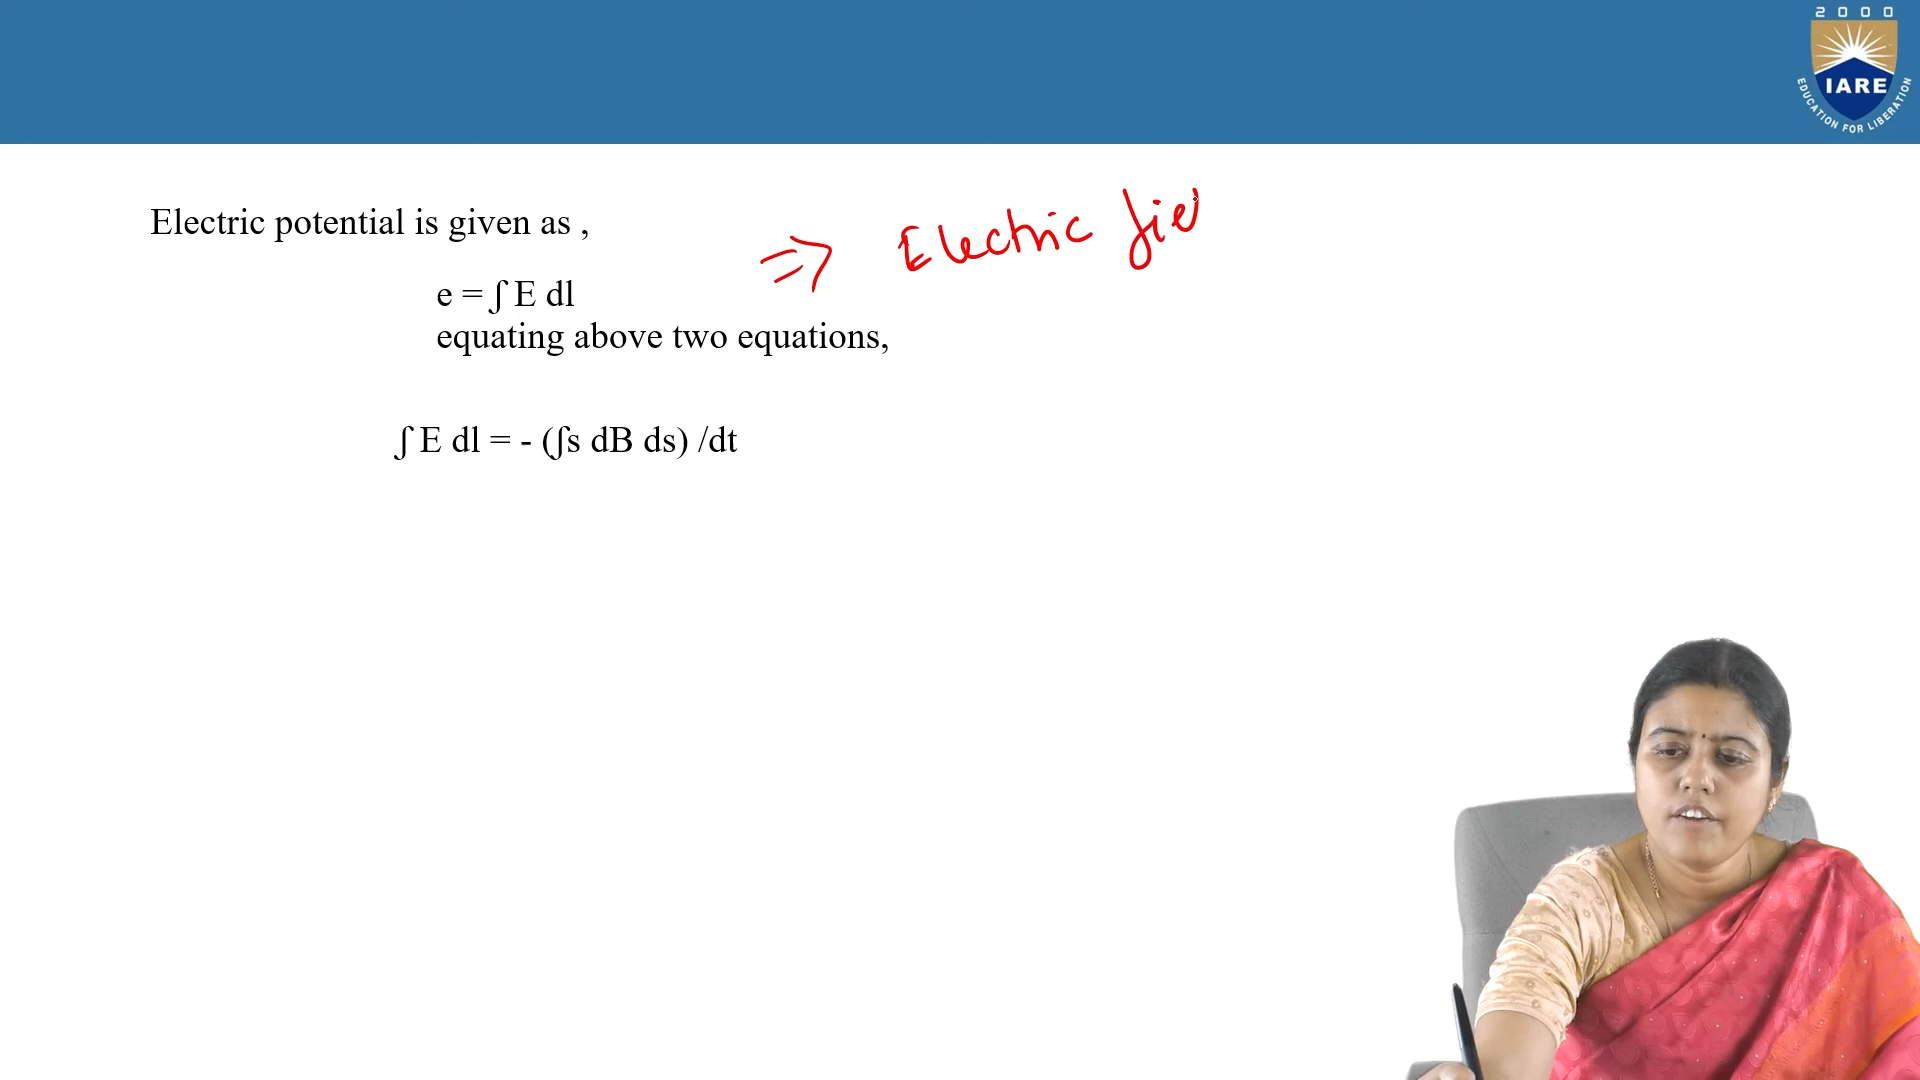 2000
IARE
EDUCATION FOR LIBERATION
Electric potential is given as ,
⇒ Electric fiel
e = ∫ E dl
equating above two equations,
∫ E dl = - (∫s dB ds) /dt